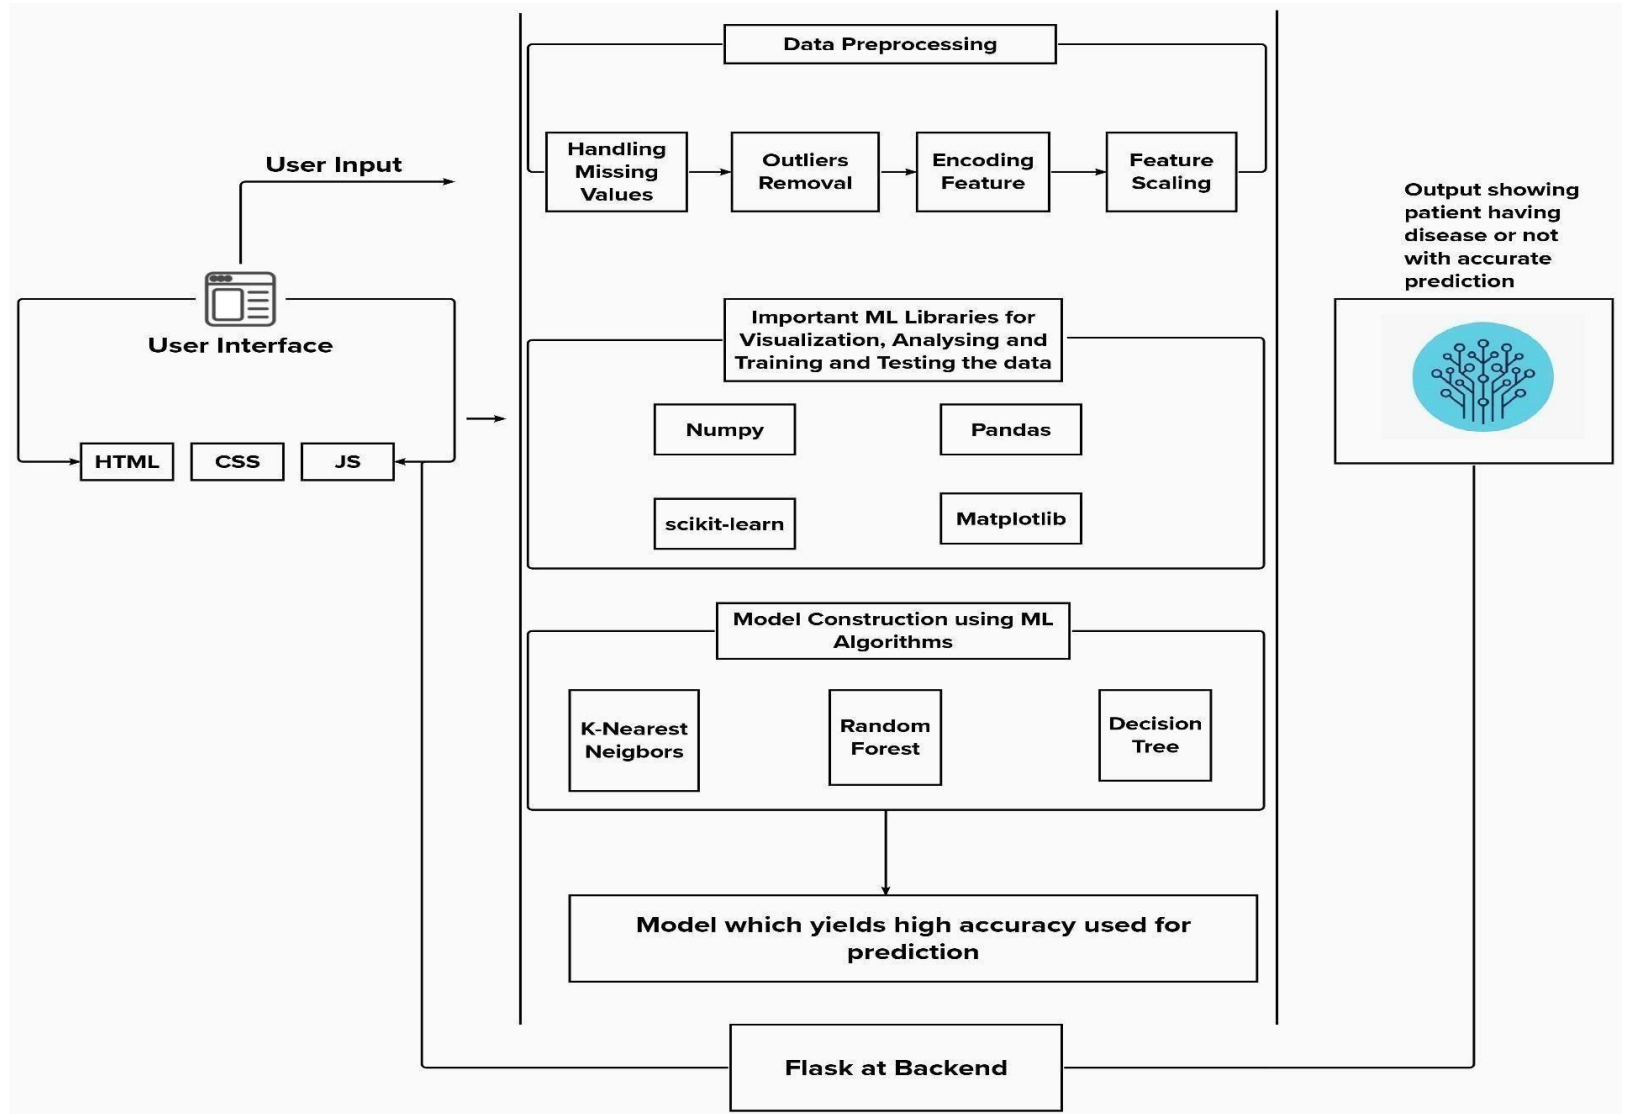 User Input
User Interface
HTML
CSS
JS
Data Preprocessing
Handling
Missing
Values
Outliers
Removal
Encoding
Feature
Feature
Scaling
Important ML Libraries for
Visualization, Analysing and
Training and Testing the data
Numpy
Pandas
scikit-learn
Matplotlib
Model Construction using ML
Algorithms
K-Nearest
Neigbors
Random
Forest
Decision
Tree
Model which yields high accuracy used for
prediction
Flask at Backend
Output showing
patient having
disease or not
with accurate
prediction